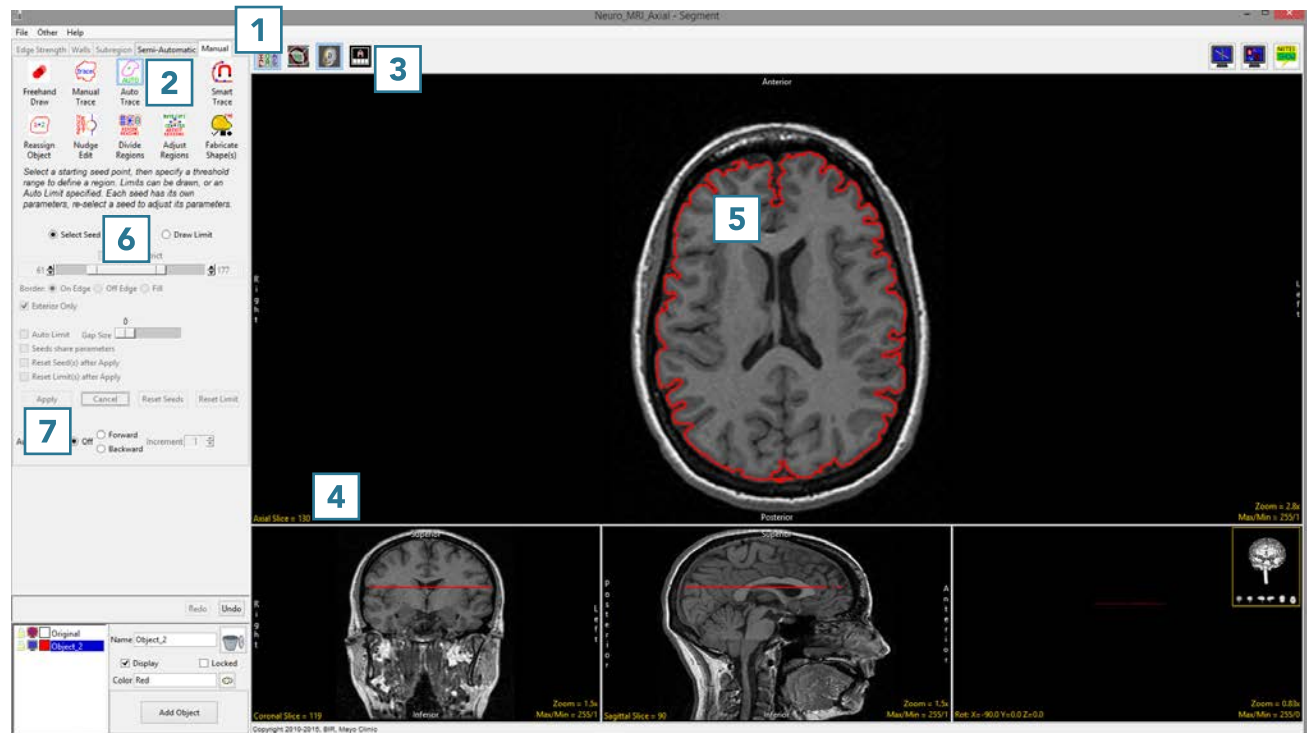 Neuro_MRI_Axial - Segment
File Other Help
1
Edge Strength Walls Subregion Semi-Automatic Manual
2
3
Freehand Draw
Manual Trace
Auto Trace
Smart Trace
Reassign Object
Nudge Edit
Divide Regions
Adjust Regions
Fabricate Shape(s)
Select a starting seed point, then specify a threshold
range to define a region. Limits can be drawn, or an
Auto Limit specified. Each seed has its own
parameters, re-select a seed to adjust its parameters.
Select Seed
6
Draw Limit
61
177
Border: On Edge Off Edge Fill
Exterior Only
0
Auto Limit Gap Size
Seeds share parameters
Reset Seed(s) after Apply
Reset Limit(s) after Apply
Apply Cancel Reset Seeds Reset Limit
7
Off
Forward
Backward
Increment 1
Redo Undo
Original
Object_2
Name Object_2
Display Locked
Color Red
Add Object
NOTES
SHOW
Anterior
Right
Left
5
4
Axial Slice = 130
Posterior
Zoom = 2.8x
Max/Min = 255/1
Superior
Right
Left
Coronal Slice = 119
Inferior
Zoom = 1.5x
Max/Min = 255/1
Superior
Posterior
Anterior
Sagittal Slice = 90
Inferior
Zoom = 1.5x
Max/Min = 255/1
Rot: X=-90.0 Y=0.0 Z=0.0
Zoom = 0.83x
Max/Min = 255/0
Copyright 2010-2015, BIR, Mayo Clinic